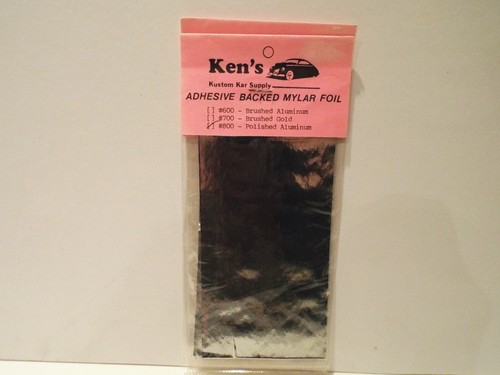 Ken's
Kustom Kar Supply
ADHESIVE BACKED MYLAR FOIL
[ ] #600 - Brushed Aluminum
[ ] #700 - Brushed Gold
[/] #800 - Polished Aluminum